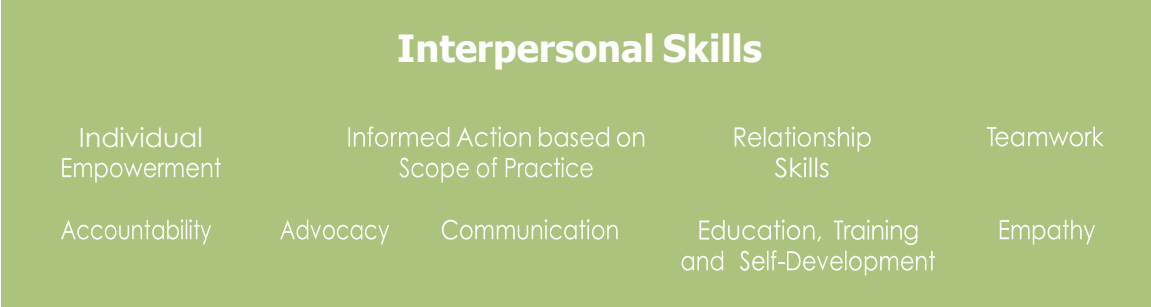 Interpersonal Skills
Individual Empowerment
Informed Action based on Scope of Practice
Relationship Skills
Teamwork
Accountability
Advocacy
Communication
Education, Training and Self-Development
Empathy